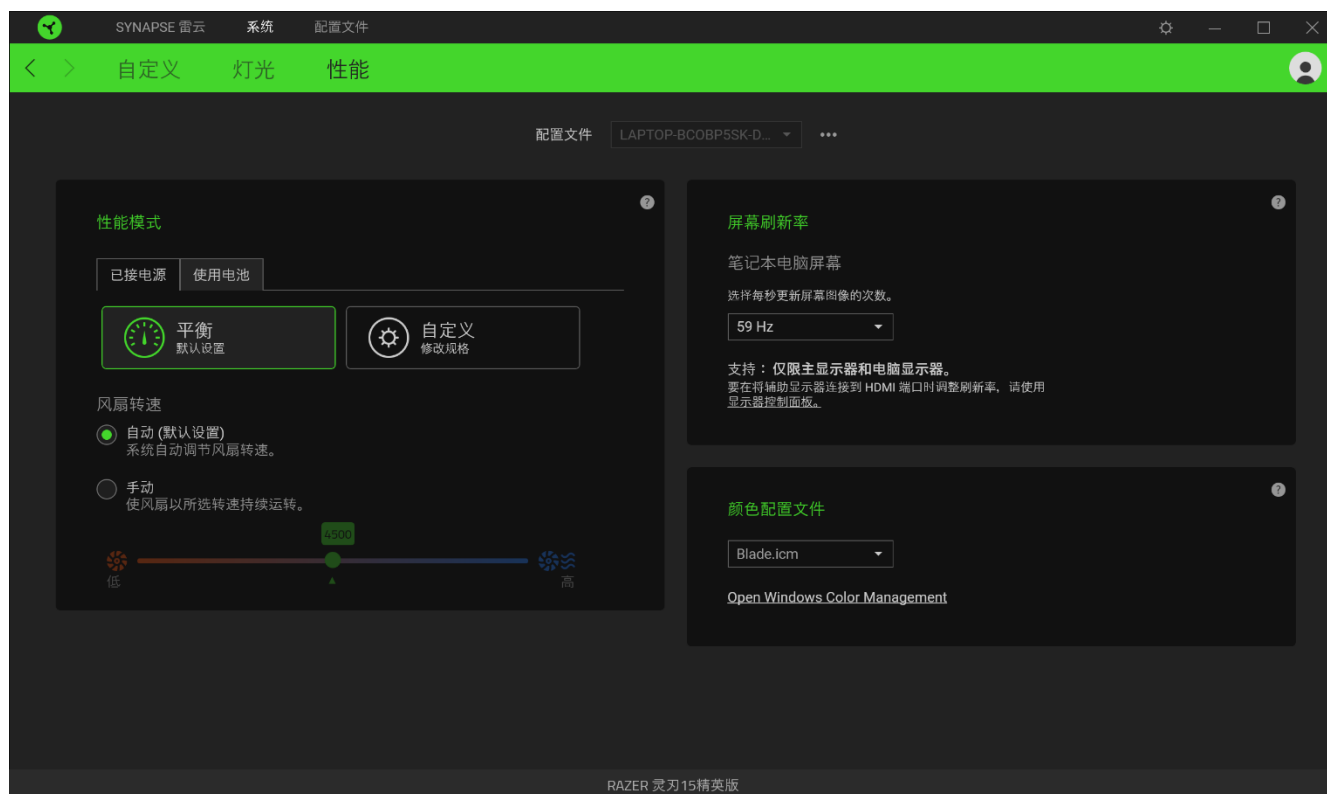 SYNAPSE 雷云 系统 配置文件
自定义 灯光 性能
配置文件 LAPTOP-BCOBP5SK-D... •••
性能模式
已接电源 使用电池
平衡
默认设置
自定义
修改规格
风扇转速
自动 (默认设置)
系统自动调节风扇转速。
手动
使风扇以所选转速持续运转。
4500
低 高
屏幕刷新率
笔记本电脑屏幕
选择每秒更新屏幕图像的次数。
59 Hz
支持：仅限主显示器和电脑显示器。
要在将辅助显示器连接到 HDMI 端口时调整刷新率，请使用
显示器控制面板。
颜色配置文件
Blade.icm
Open Windows Color Management
RAZER 灵刃15精英版